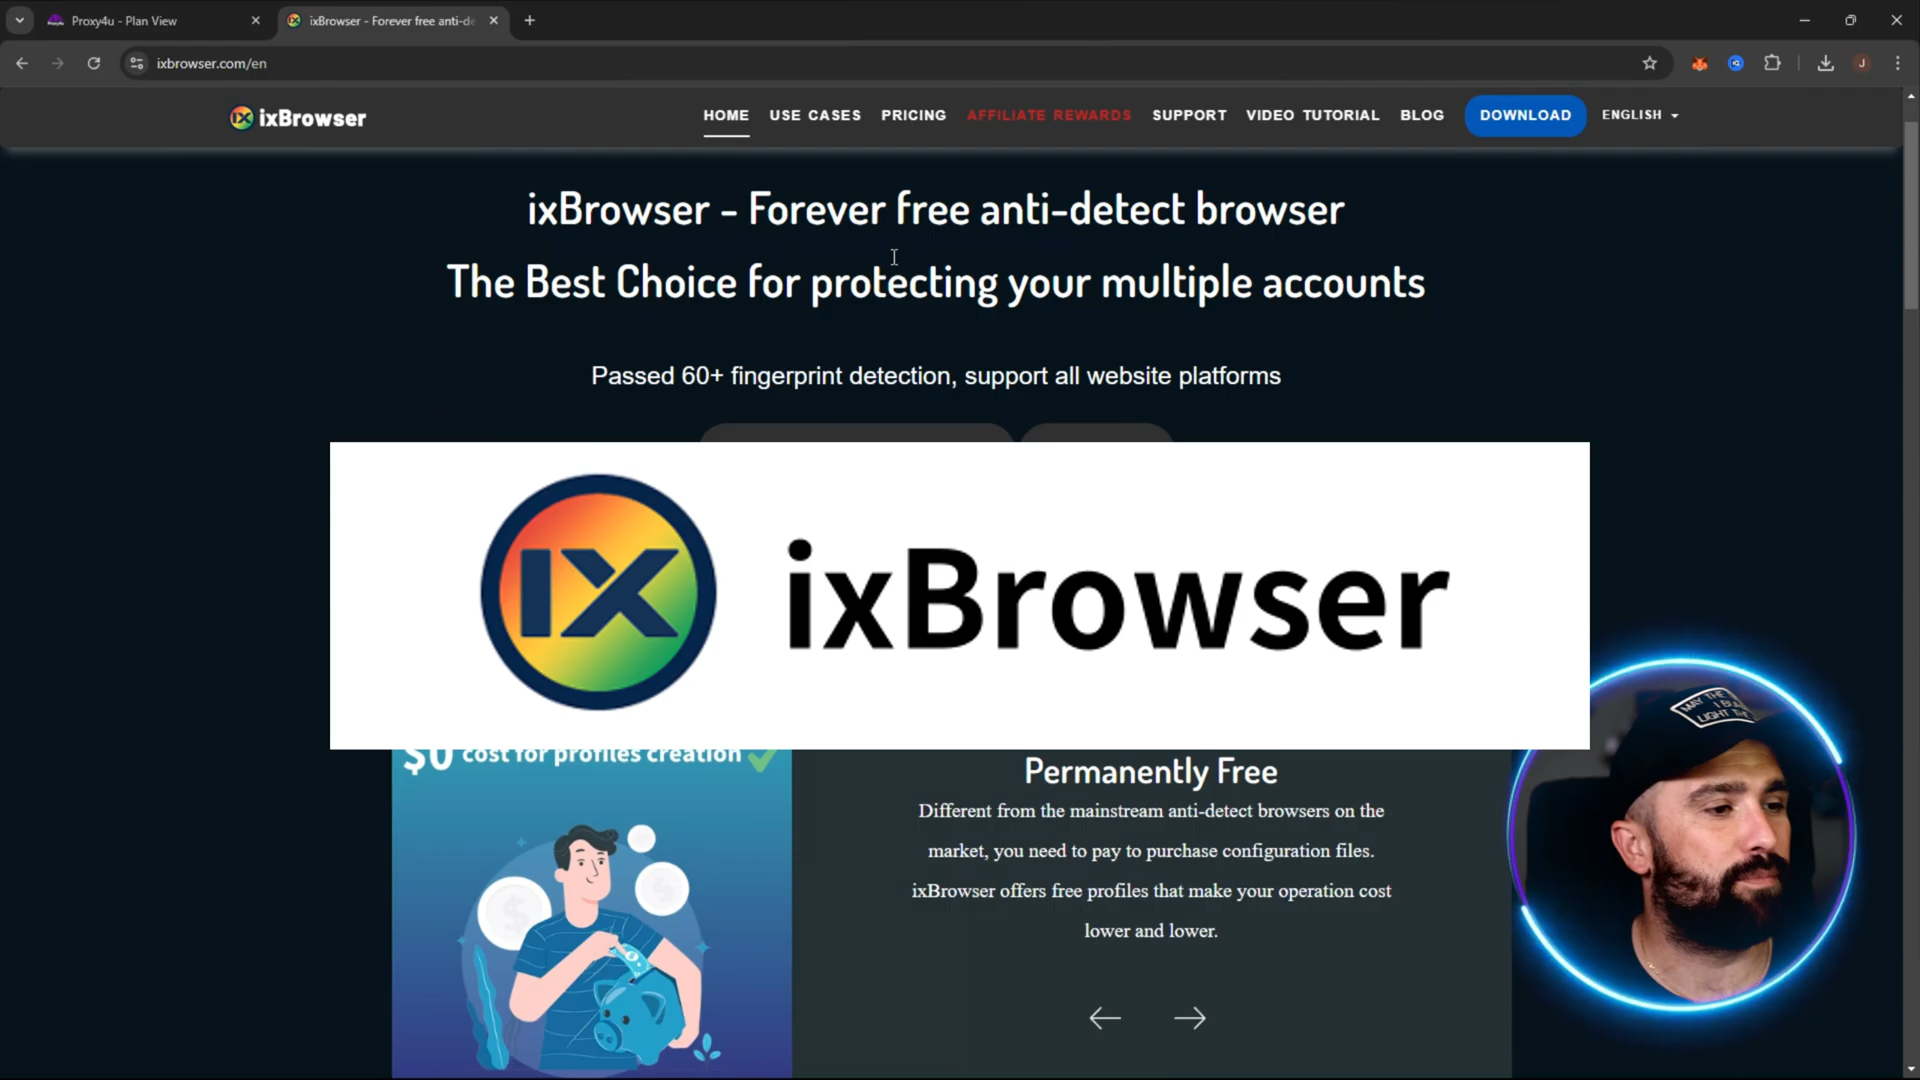 Proxy4u - Plan View
ixBrowser - Forever free anti-de
ixbrowser.com/en
J
ixBrowser
HOME
USE CASES
PRICING
AFFILIATE REWARDS
SUPPORT
VIDEO TUTORIAL
BLOG
DOWNLOAD
ENGLISH
ixBrowser - Forever free anti-detect browser
The Best Choice for protecting your multiple accounts
Passed 60+ fingerprint detection, support all website platforms
IX
ixBrowser
MAY THE
LIGHT
$0 cost for profiles creation
Permanently Free
Different from the mainstream anti-detect browsers on the
market, you need to pay to purchase configuration files.
ixBrowser offers free profiles that make your operation cost
lower and lower.